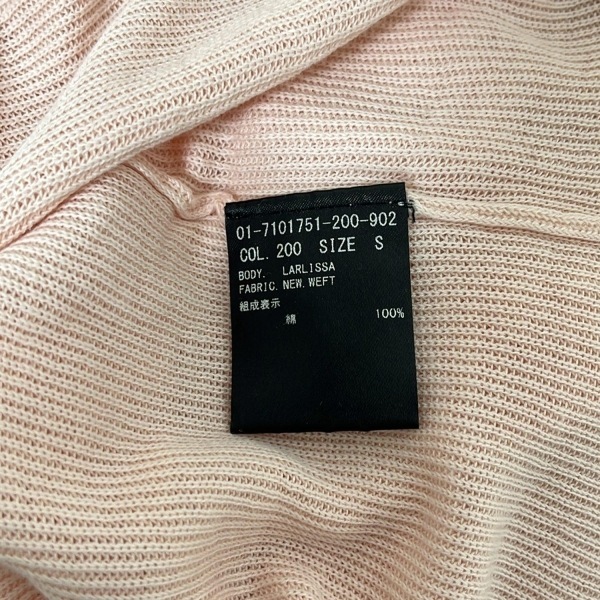 01-7101751-200-902
COL. 200 SIZE S
BODY. LARLISSA
FABRIC. NEW. WEFT
組成表示
綿 100%